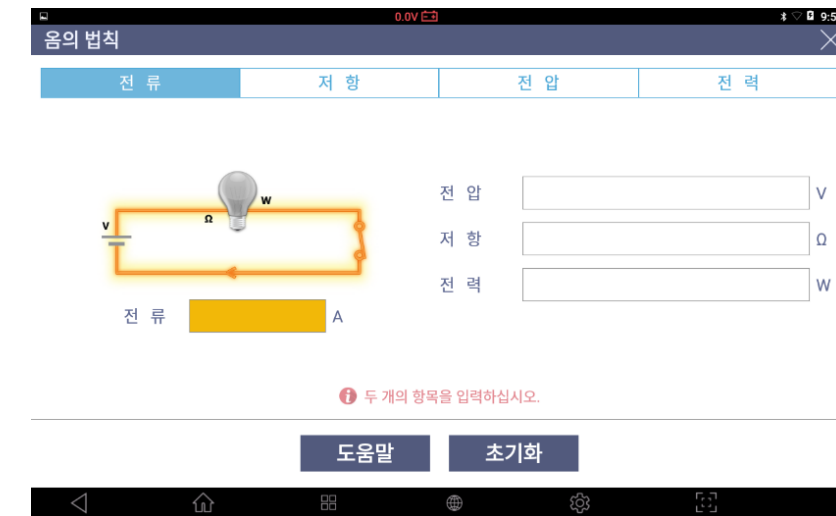 0.0V 9:5
옴의 법칙
전 류 저 항 전 압 전 력
전 압 V
W
Ω
V
저 항 Ω
전 력 W
전 류 A
두 개의 항목을 입력하십시오.
도움말 초기화